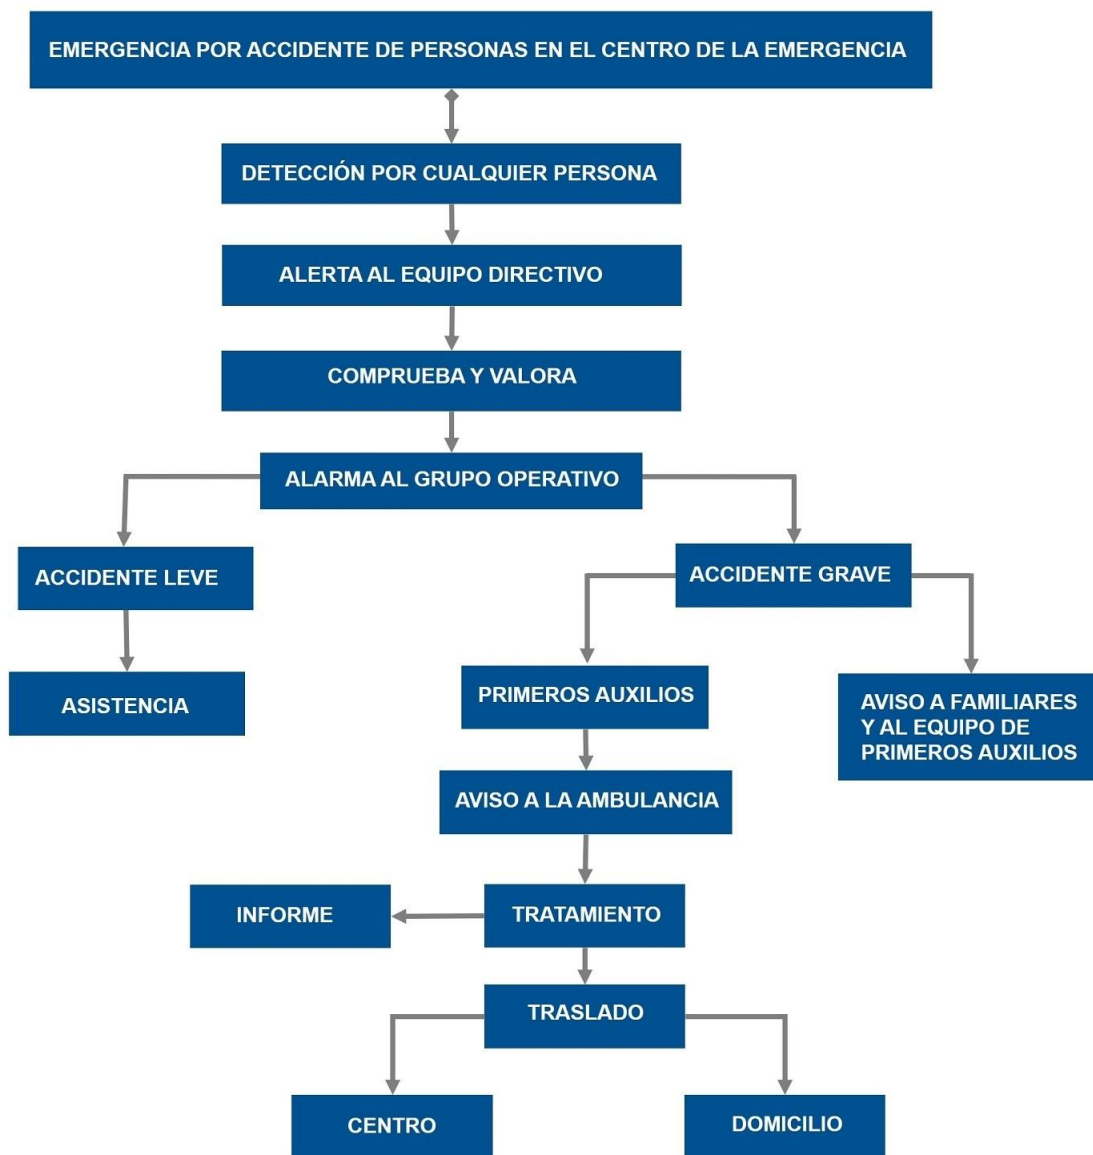 EMERGENCIA POR ACCIDENTE DE PERSONAS EN EL CENTRO DE LA EMERGENCIA
DETECCIÓN POR CUALQUIER PERSONA
ALERTA AL EQUIPO DIRECTIVO
COMPRUEBA Y VALORA
ALARMA AL GRUPO OPERATIVO
ACCIDENTE LEVE
ACCIDENTE GRAVE
ASISTENCIA
PRIMEROS AUXILIOS
AVISO A FAMILIARES
Y AL EQUIPO DE
PRIMEROS AUXILIOS
AVISO A LA AMBULANCIA
INFORME
TRATAMIENTO
TRASLADO
CENTRO
DOMICILIO